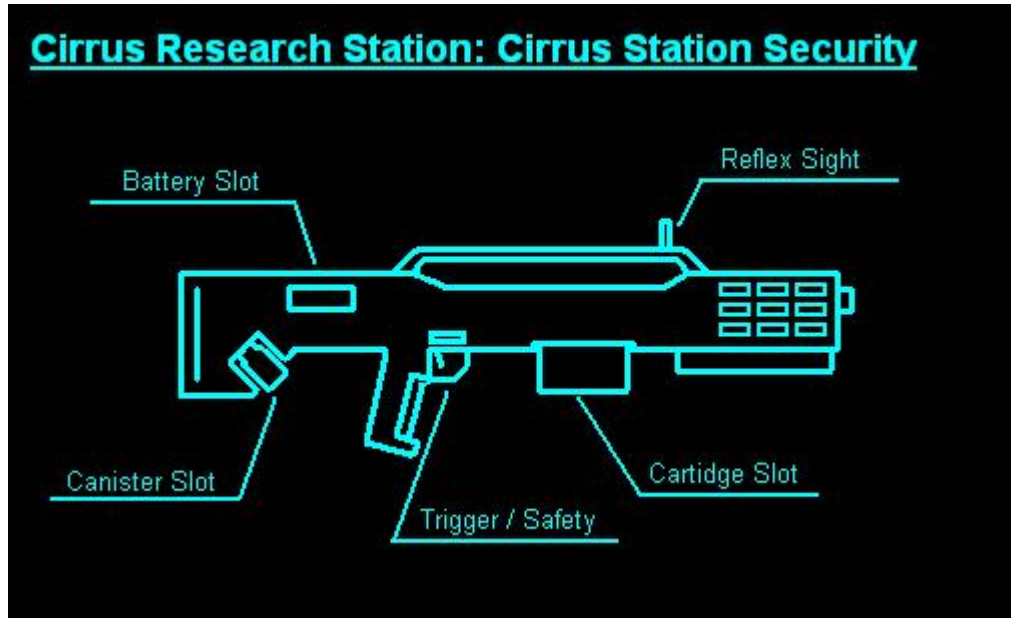 Cirrus Research Station: Cirrus Station Security
Reflex Sight
Battery Slot
Canister Slot
Cartidge Slot
Trigger / Safety